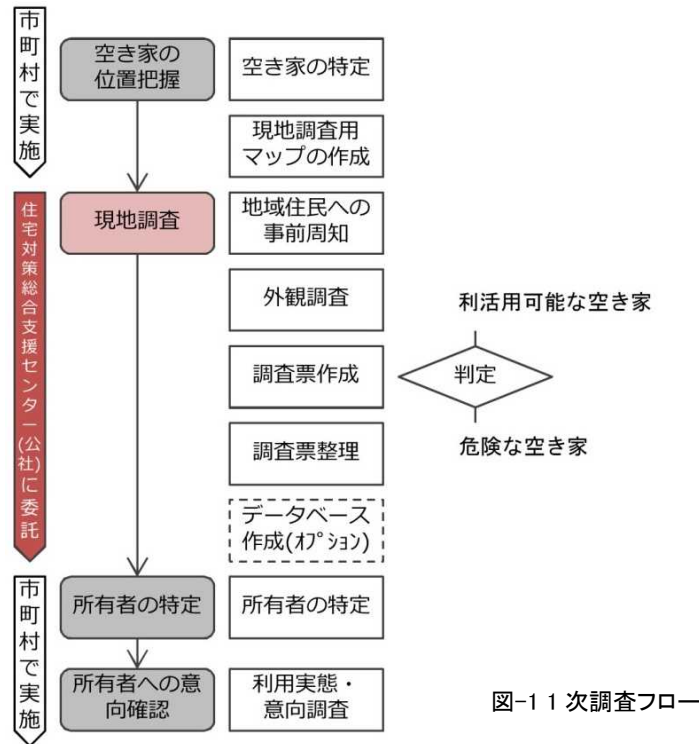 市町村で実施
空き家の
位置把握
空き家の特定
現地調査用
マップの作成
住宅対策総合支援センター(公社)に委託
現地調査
地域住民への
事前周知
外観調査
利活用可能な空き家
調査票作成
判定
調査票整理
危険な空き家
データベース
作成(ｵﾌﾟｼｮﾝ)
市町村で実施
所有者の特定
所有者の特定
所有者への意
向確認
利用実態・
意向調査
図-1 1 次調査フロー